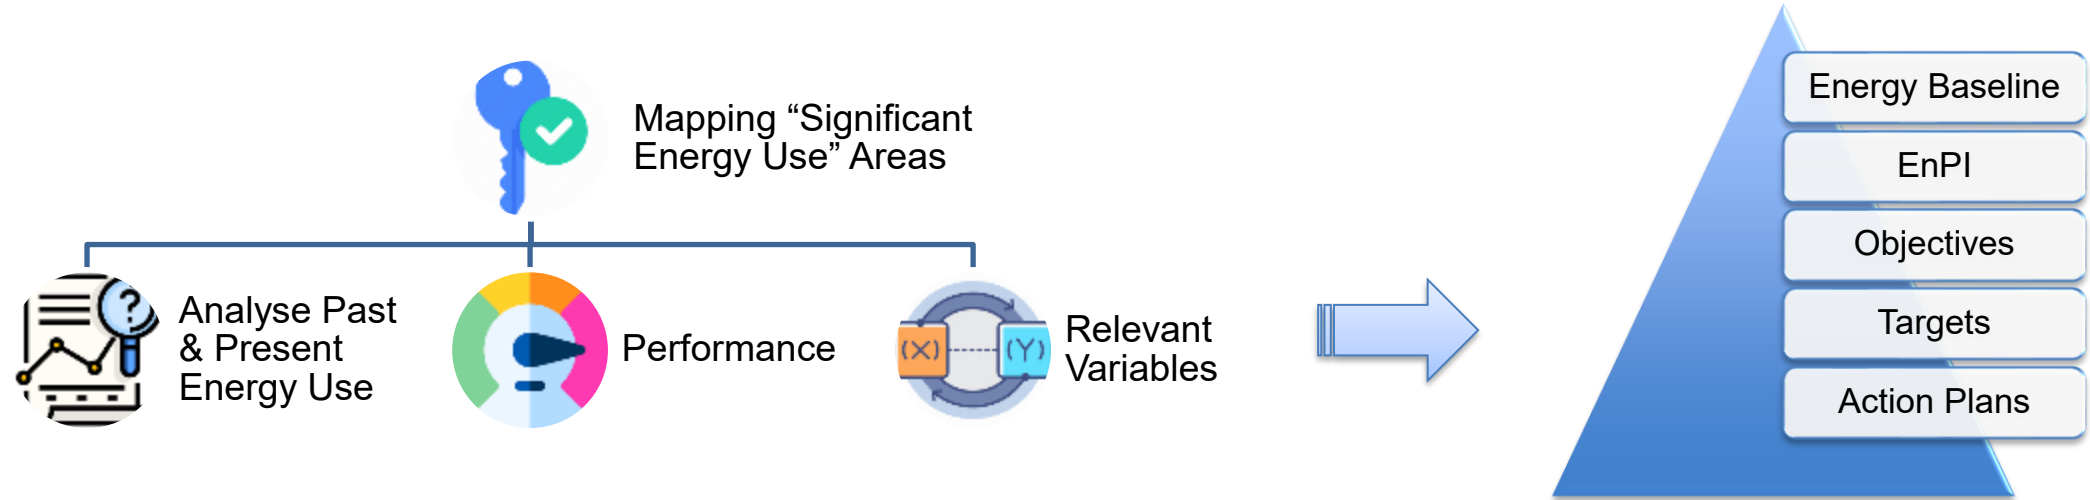 Mapping “Significant
Energy Use” Areas
Analyse Past
& Present
Energy Use
?
Performance
(X)
(Y)
Relevant
Variables
Energy Baseline
EnPI
Objectives
Targets
Action Plans